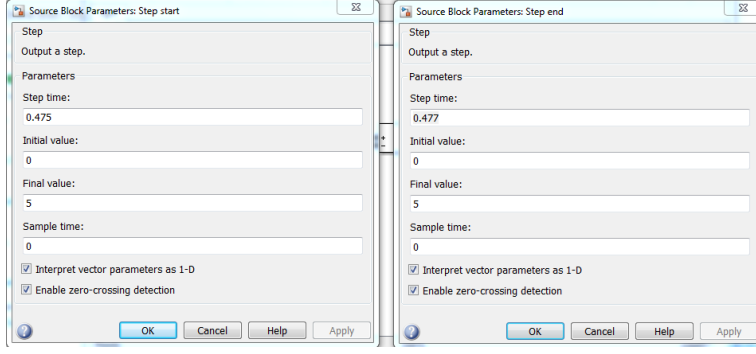 Source Block Parameters: Step start
Step
Output a step.
Parameters
Step time:
0.475
Initial value:
0
Final value:
5
Sample time:
0
Interpret vector parameters as 1-D
Enable zero-crossing detection
OK Cancel Help Apply
Source Block Parameters: Step end
Step
Output a step.
Parameters
Step time:
0.477
Initial value:
0
Final value:
5
Sample time:
0
Interpret vector parameters as 1-D
Enable zero-crossing detection
OK Cancel Help Apply